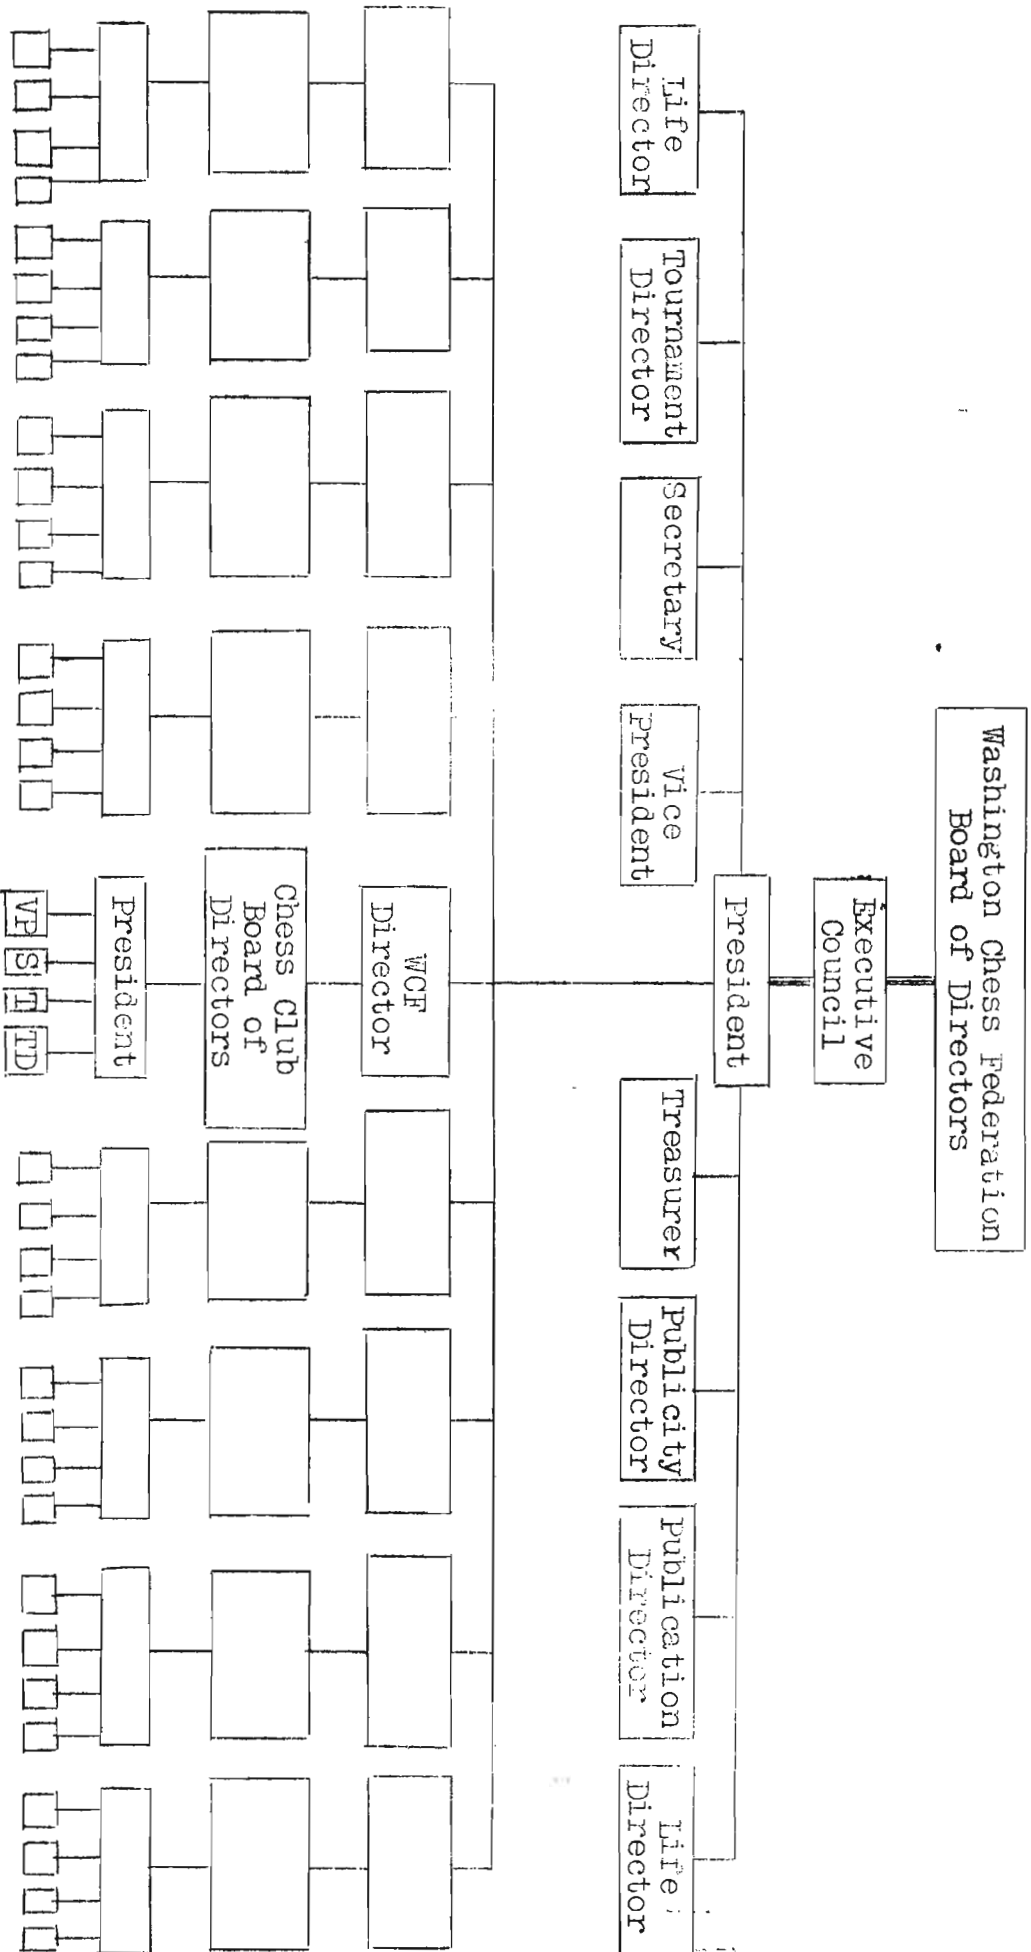 Washington Chess Federation
Board of Directors
Executive
Council
President
Life
Director
Tournament
Director
Secretary
Vice
President
Treasurer
Publicity
Director
Publication
Director
Life
Director
WCF
Director
Chess Club
Board of
Directors
President
VP
S
T
TD